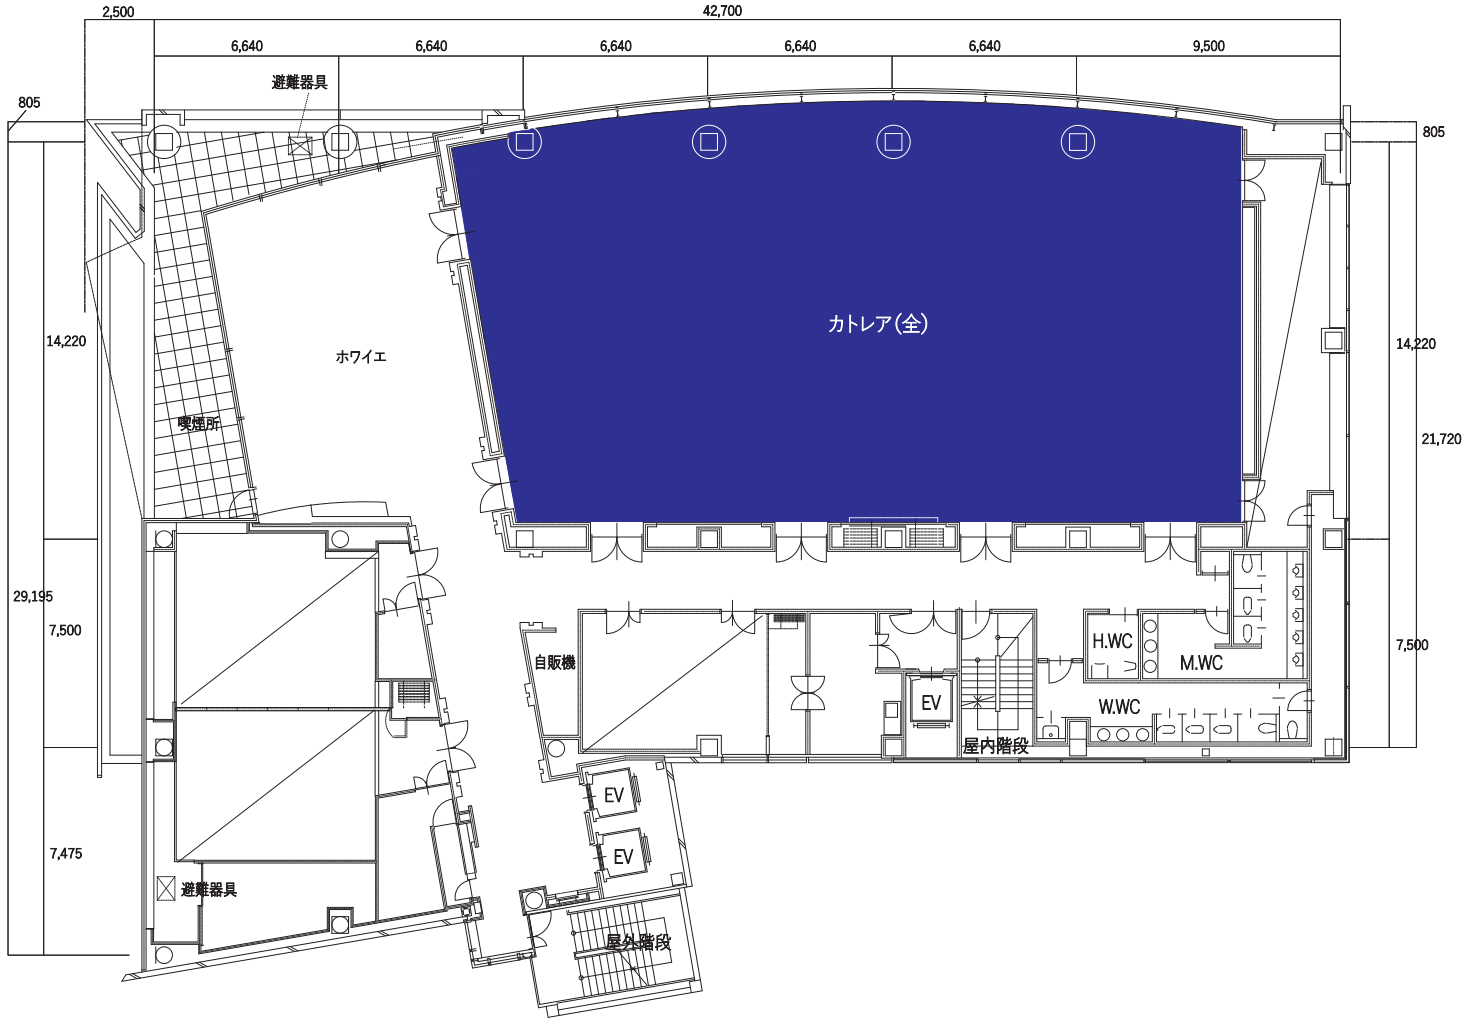 2,500
42,700
6,640
6,640
6,640
6,640
6,640
9,500
避難器具
805
805
カトレア(全)
14,220
ホワイエ
14,220
喫煙所
21,720
29,195
7,500
自販機
H.WC
M.WC
7,500
EV
W.WC
屋内階段
EV
7,475
EV
避難器具
屋外階段